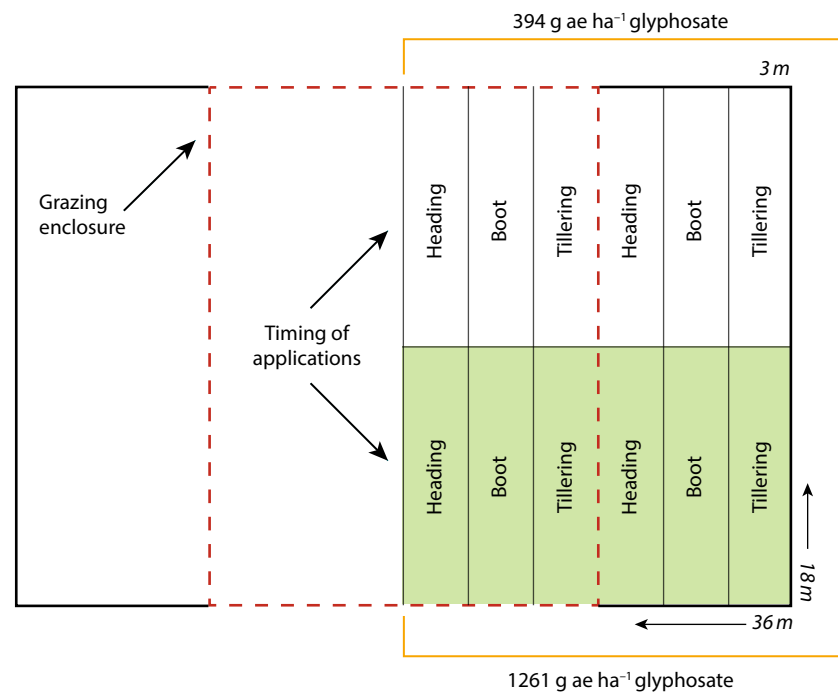 394 g ae ha⁻¹ glyphosate
3 m
Grazing
enclosure
Heading
Boot
Tillering
Heading
Boot
Tillering
Timing of
applications
Heading
Boot
Tillering
Heading
Boot
Tillering
18 m
36 m
1261 g ae ha⁻¹ glyphosate